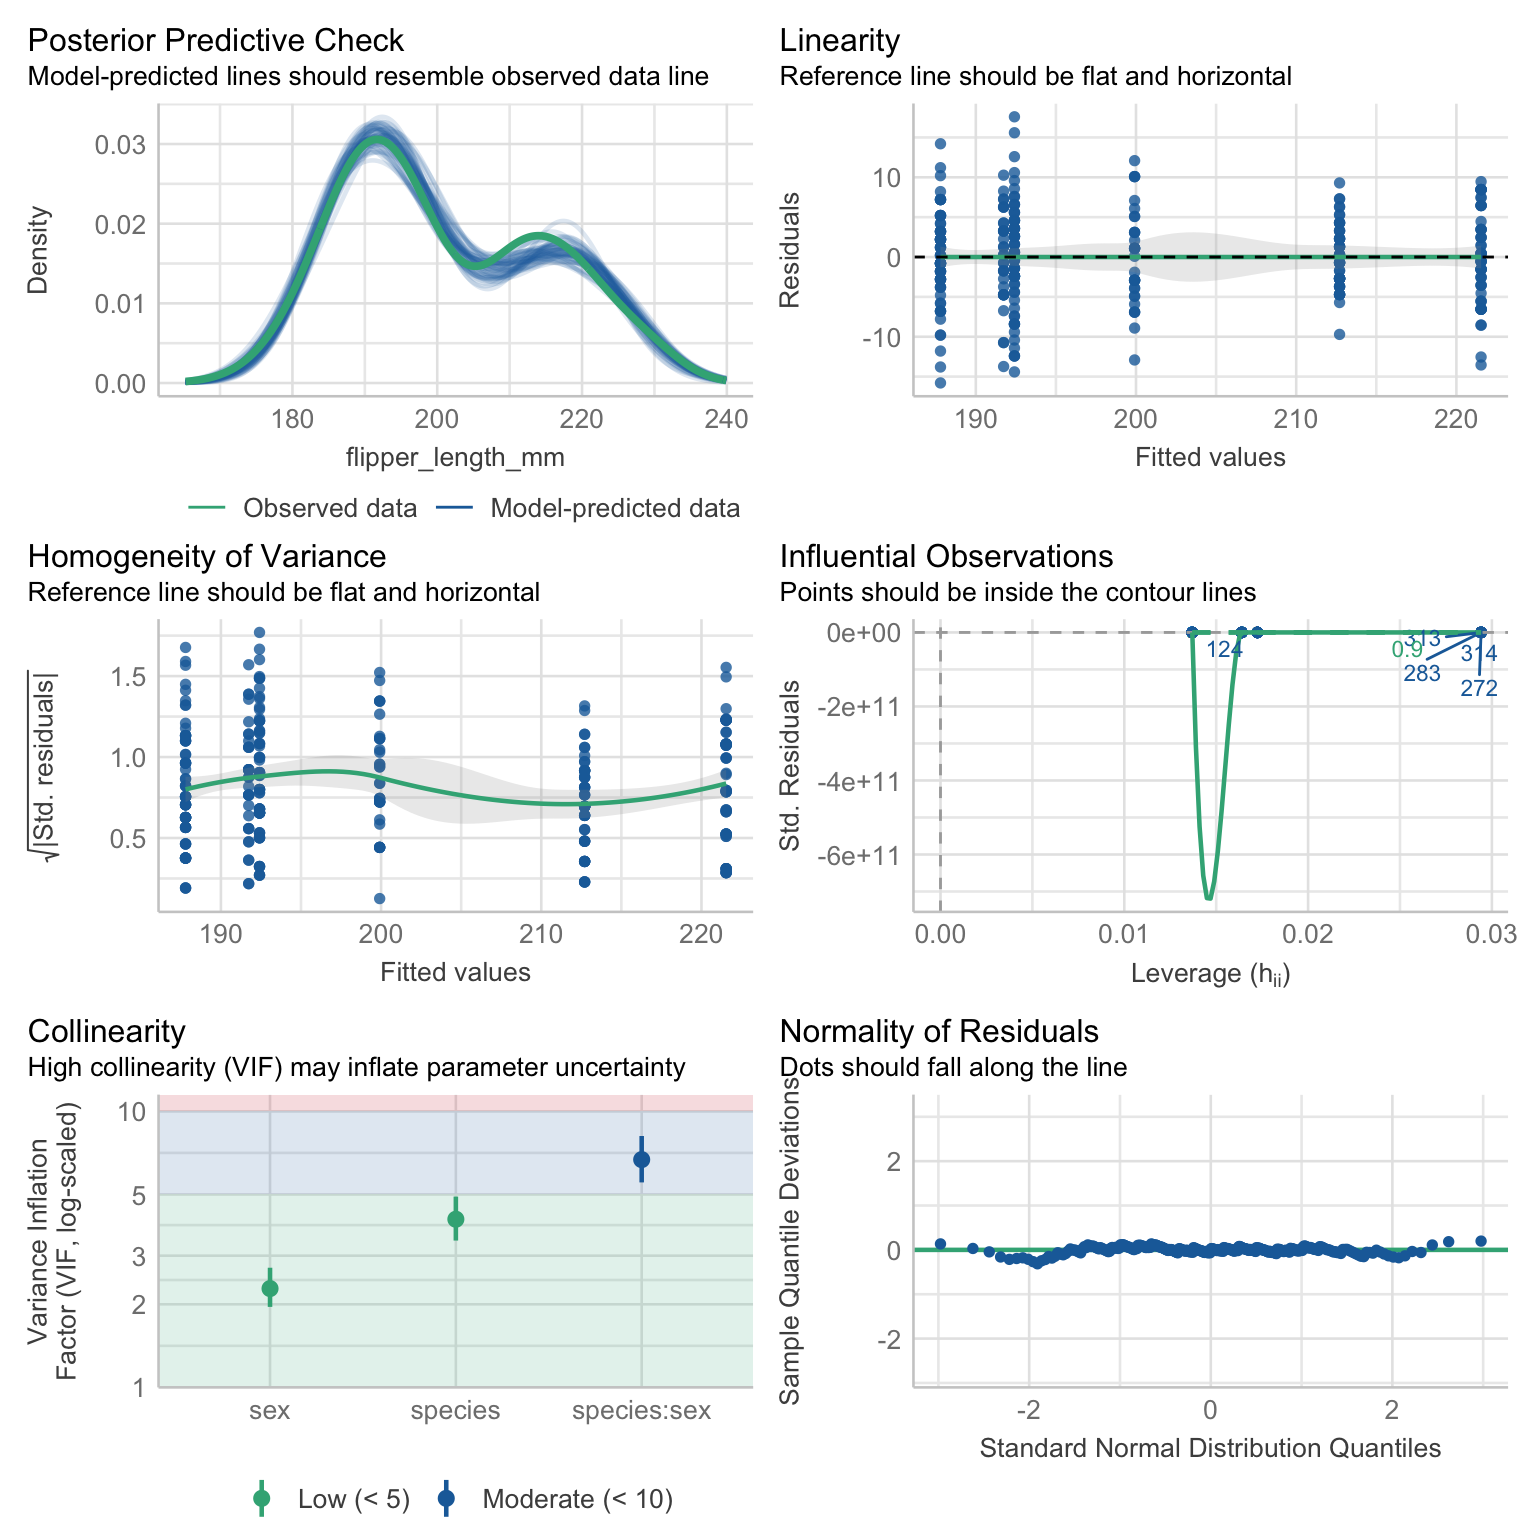 Posterior Predictive Check
Model-predicted lines should resemble observed data line
0.03
0.02
0.01
0.00
Density
180
200
220
240
flipper_length_mm
Observed data
Model-predicted data
Linearity
Reference line should be flat and horizontal
10
0
-10
Residuals
190
200
210
220
Fitted values
Homogeneity of Variance
Reference line should be flat and horizontal
1.5
1.0
0.5
√|Std. residuals|
190
200
210
220
Fitted values
Influential Observations
Points should be inside the contour lines
0e+00
-2e+11
-4e+11
-6e+11
Std. Residuals
124
0.9
313
314
283
272
0.00
0.01
0.02
0.03
Leverage (hii)
Collinearity
High collinearity (VIF) may inflate parameter uncertainty
10
5
3
2
1
Variance Inflation
Factor (VIF, log-scaled)
sex
species
species:sex
Low (< 5)
Moderate (< 10)
Normality of Residuals
Dots should fall along the line
2
0
-2
Sample Quantile Deviations
-2
0
2
Standard Normal Distribution Quantiles